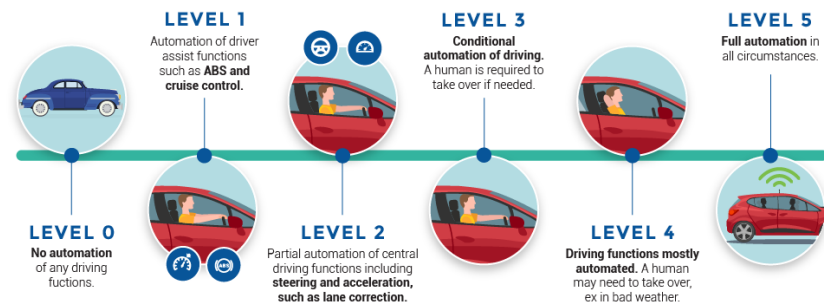 LEVEL 0
No automation
of any driving
fuctions.
LEVEL 1
Automation of driver
assist functions
such as ABS and
cruise control.
ABS
LEVEL 2
Partial automation of central
driving functions including
steering and acceleration,
such as lane correction.
LEVEL 3
Conditional
automation of driving.
A human is required to
take over if needed.
LEVEL 4
Driving functions mostly
automated. A human
may need to take over,
ex in bad weather.
LEVEL 5
Full automation in
all circumstances.